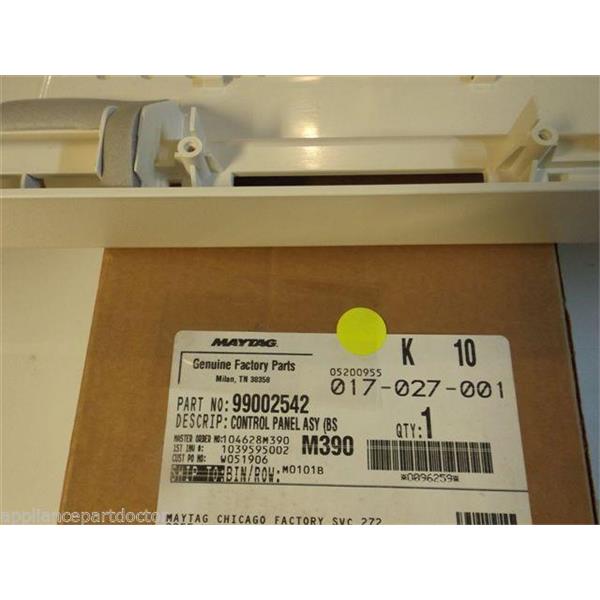 MAYTAG
Genuine Factory Parts
Milan, TN 38358
K 10
05200955
017-027-001
PART NO: 99002542
DESCRIP: CONTROL PANEL ASY (BS
MASTER ORDER NO: 104628M390
1ST INV #: 1039595002
CUST PO NO: W051906
M390
QTY: 1
SHIP TO: BIN/ROW: M0101B
*0096259*
MAYTAG CHICAGO FACTORY SVC 272
appliancepartdoctor